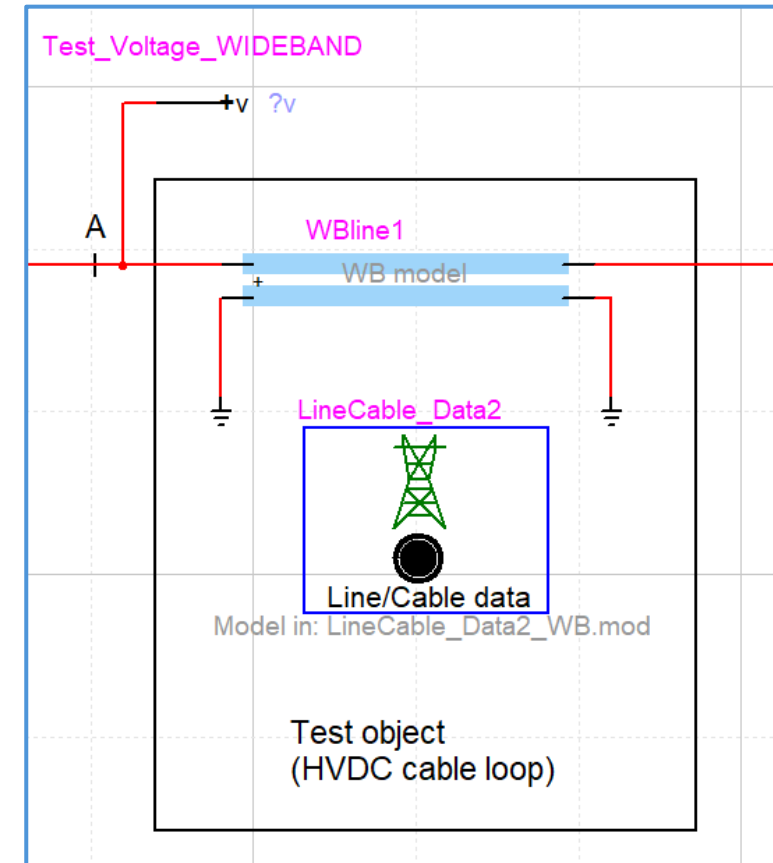 Test_Voltage_WIDEBAND
+v ?v
A
WBline1
WB model
+
LineCable_Data2
Line/Cable data
Model in: LineCable_Data2_WB.mod
Test object
(HVDC cable loop)